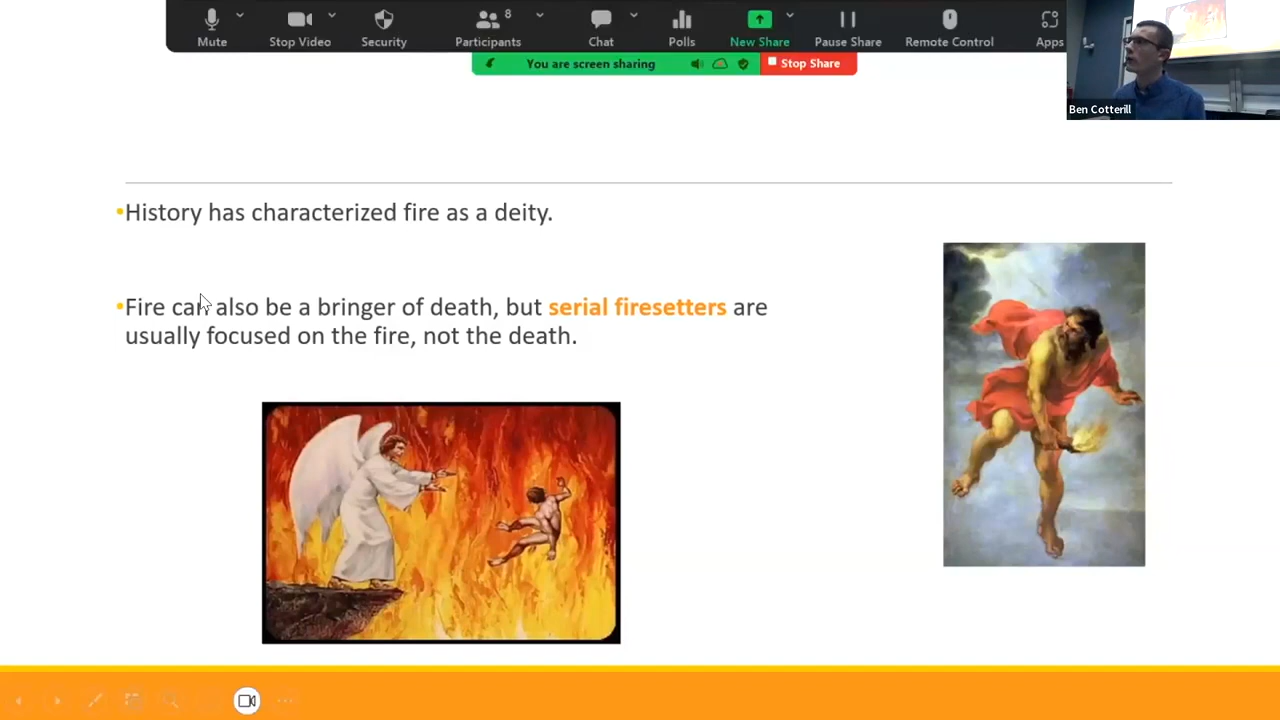 Mute
Stop Video
Security
8
Participants
Chat
Polls
New Share
Pause Share
Remote Control
Apps
You are screen sharing
Stop Share
Ben Cotterill
•History has characterized fire as a deity.
•Fire can also be a bringer of death, but serial firesetters are
usually focused on the fire, not the death.